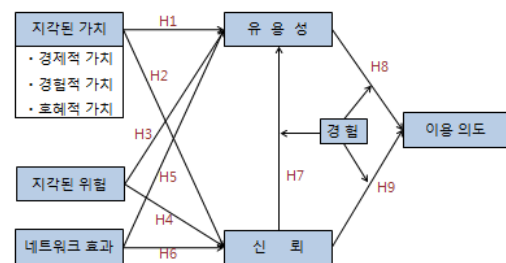 지각된 가치
· 경제적 가치
· 경험적 가치
· 호혜적 가치
지각된 위험
네트워크 효과
H1
H2
H3
H5
H4
H6
유 용 성
신 뢰
H7
경 험
H8
H9
이용 의도